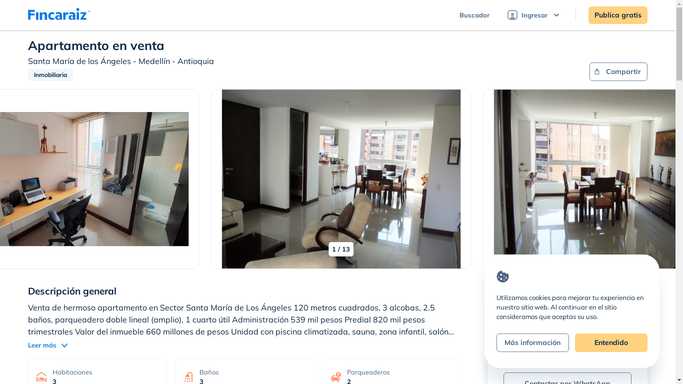 Fincaraiz
Buscador
Ingresar
Publica gratis
Apartamento en venta
Santa María de los Ángeles - Medellín - Antioquia
Inmobiliaria
Compartir
1 / 13
Descripción general
Venta de hermoso apartamento en Sector Santa María de Los Ángeles 120 metros cuadrados, 3 alcobas, 2.5
baños, parqueadero doble lineal (amplio), 1 cuarto útil Administración 539 mil pesos Predial 820 mil pesos
trimestrales Valor del inmueble 660 millones de pesos Unidad con piscina climatizada, sauna, zona infantil, salón...
Leer más
Habitaciones
3
Baños
3
Parqueaderos
2
Utilizamos cookies para mejorar tu experiencia en
nuestro sitio web. Al continuar en el sitio
consideramos que aceptas su uso.
Más información
Entendido
Contactar por WhatsApp